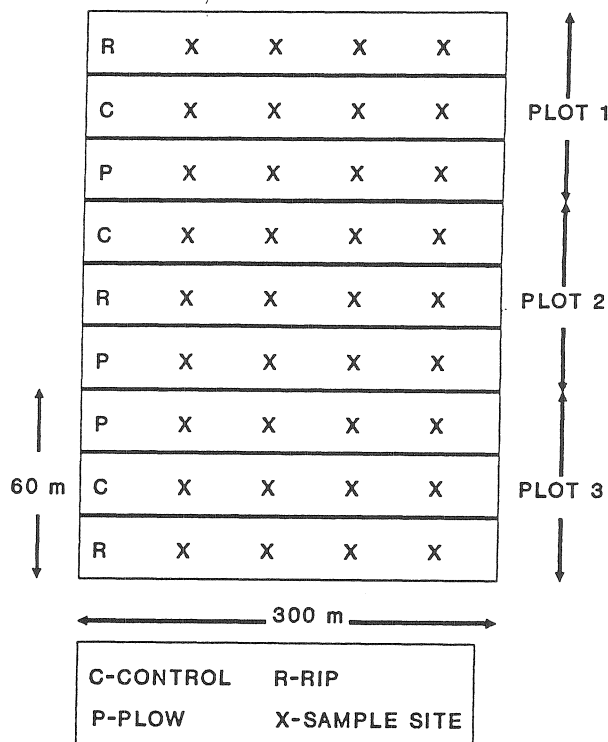 R X X X X
C X X X X
PLOT 1
P X X X X
C X X X X
R X X X X
PLOT 2
P X X X X
P X X X X
60 m
C X X X X
PLOT 3
R X X X X
300 m
C-CONTROL R-RIP
P-PLOW X-SAMPLE SITE